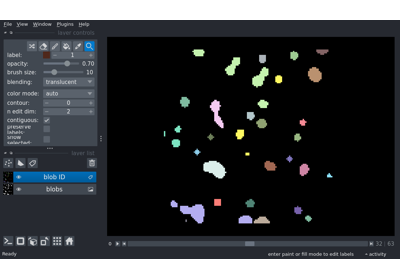 File View Window Plugins Help
layer controls
label: 1
opacity: 0.70
brush size: 10
blending: translucent
color mode: auto
contour: 0
n edit dim: 2
contiguous:
preserve
labels:
show
selected:
layer list
blob ID
blobs
0
32 63
Ready
enter paint or fill mode to edit labels
activity